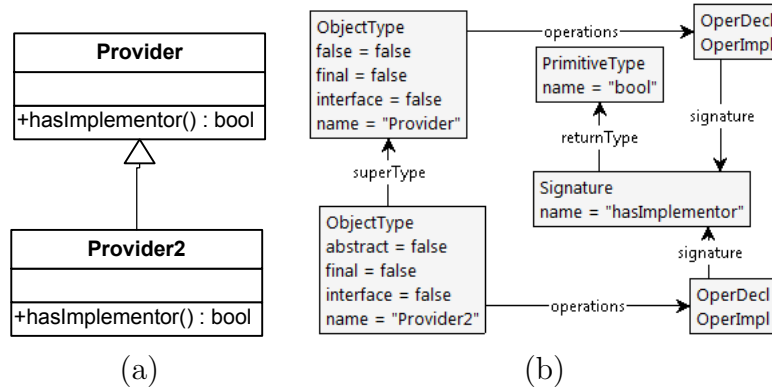 Provider
+hasImplementor() : bool
Provider2
+hasImplementor() : bool
(a)
ObjectType
false = false
final = false
interface = false
name = "Provider"
operations
OperDecl
OperImpl
PrimitiveType
name = "bool"
signature
returnType
superType
Signature
name = "hasImplementor"
ObjectType
abstract = false
final = false
interface = false
name = "Provider2"
signature
operations
OperDecl
OperImpl
(b)